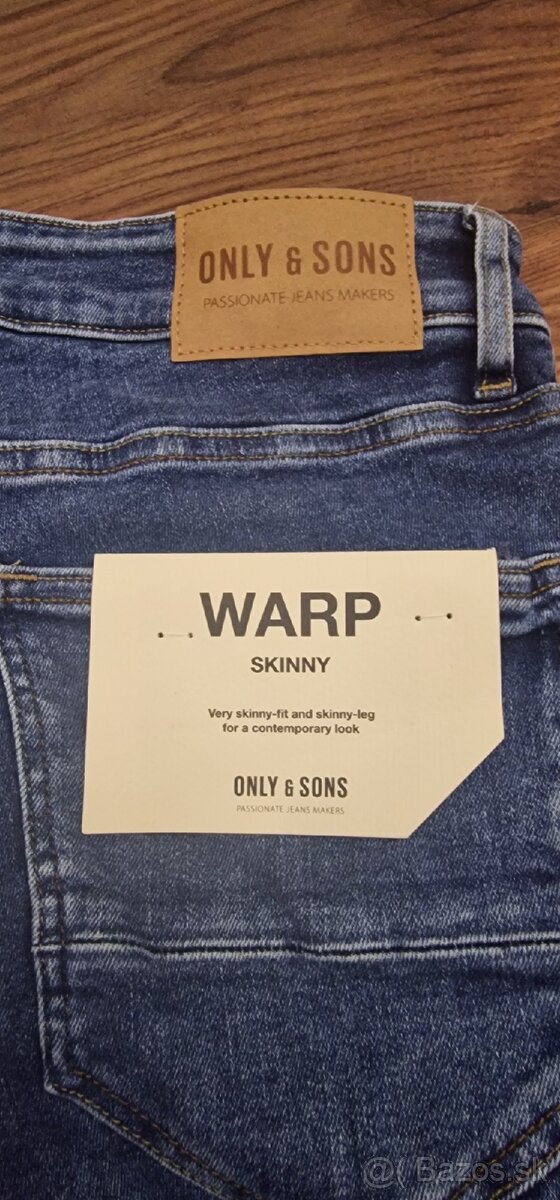 ONLY & SONS
PASSIONATE JEANS MAKERS
WARP
SKINNY
Very skinny-fit and skinny-leg
for a contemporary look
ONLY & SONS
PASSIONATE JEANS MAKERS
@( Bazos.sk